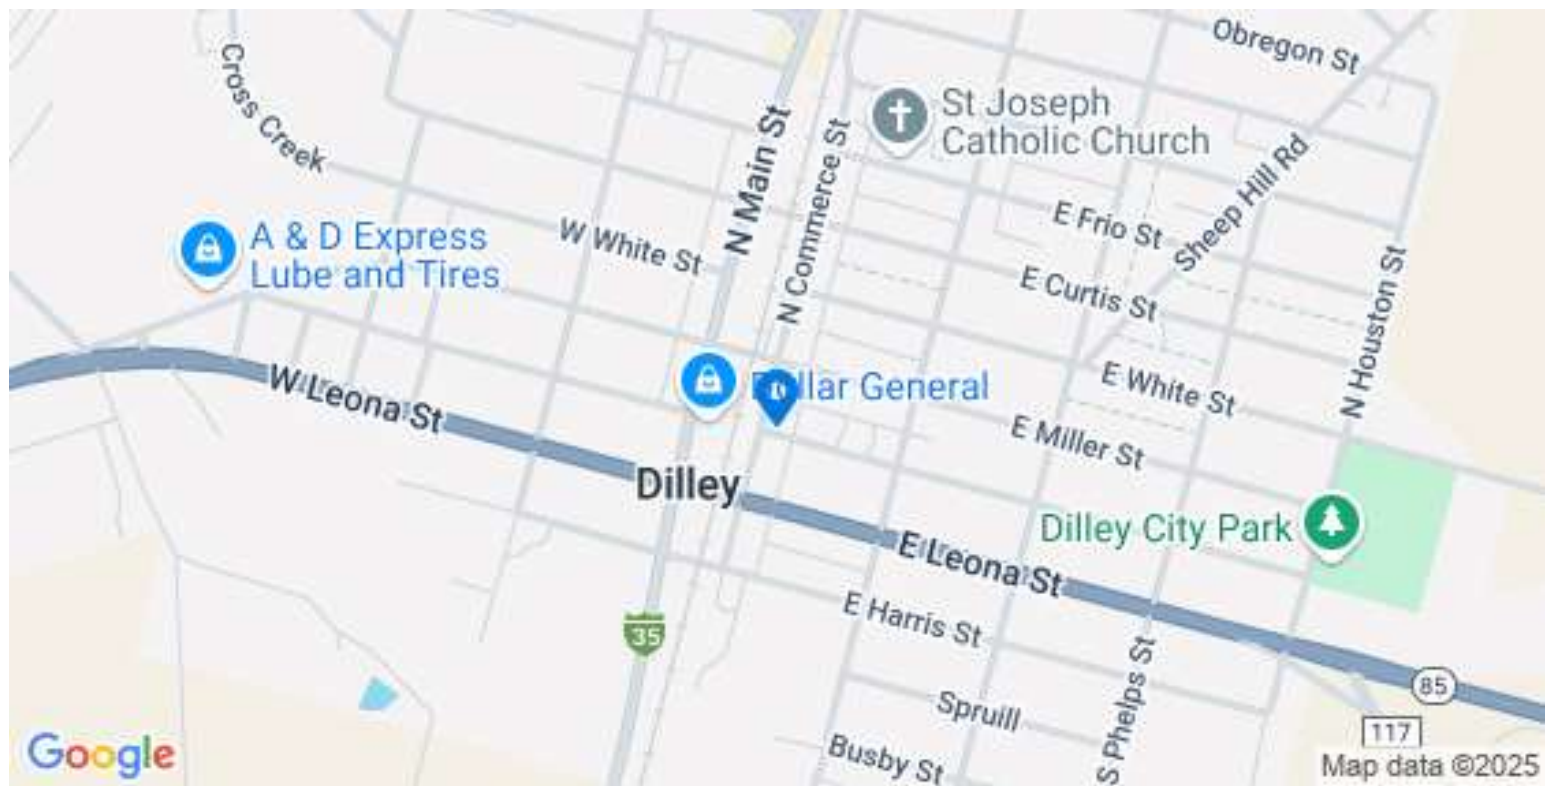 Obregon St
Cross Creek
St Joseph
Catholic Church
N Main St
N Commerce St
Sheep Hill Rd
E Frio St
A & D Express
Lube and Tires
W White St
E Curtis St
N Houston St
W Leona St
General
E White St
E Miller St
Dilley
Dilley City Park
E Leona St
E Harris St
35
S Phelps St
85
Spruill
117
Busby St
Google
Map data ©2025